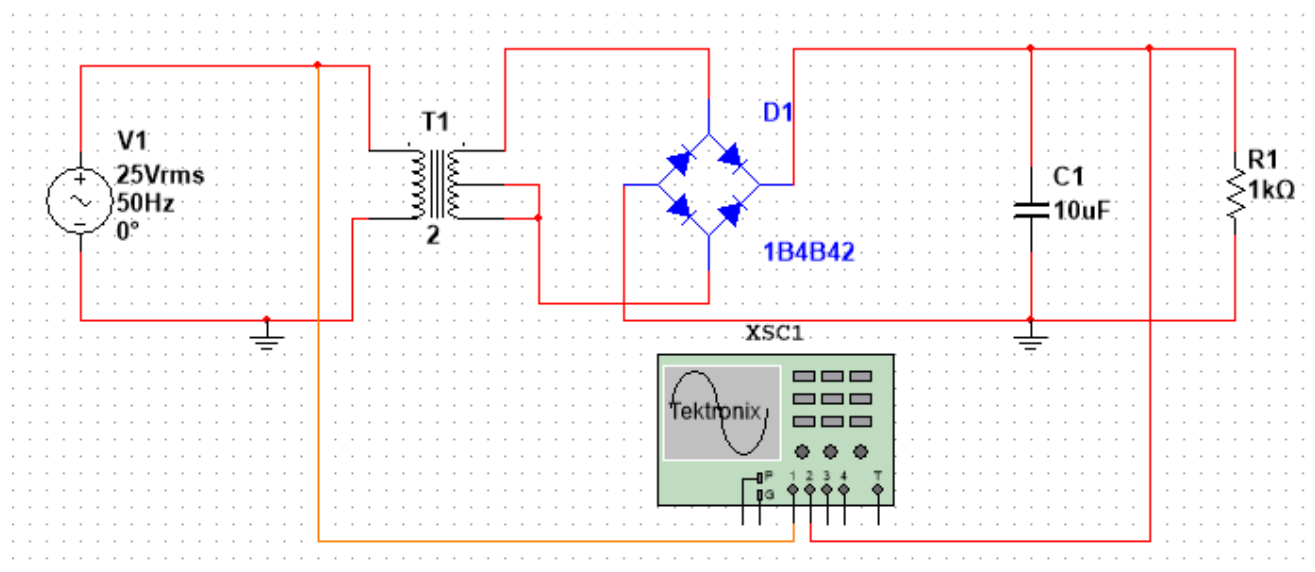 V1
25Vrms
50Hz
0°
T1
2
D1
1B4B42
C1
10uF
R1
1kΩ
XSC1
Tektronix
P
G
1 2 3 4 T